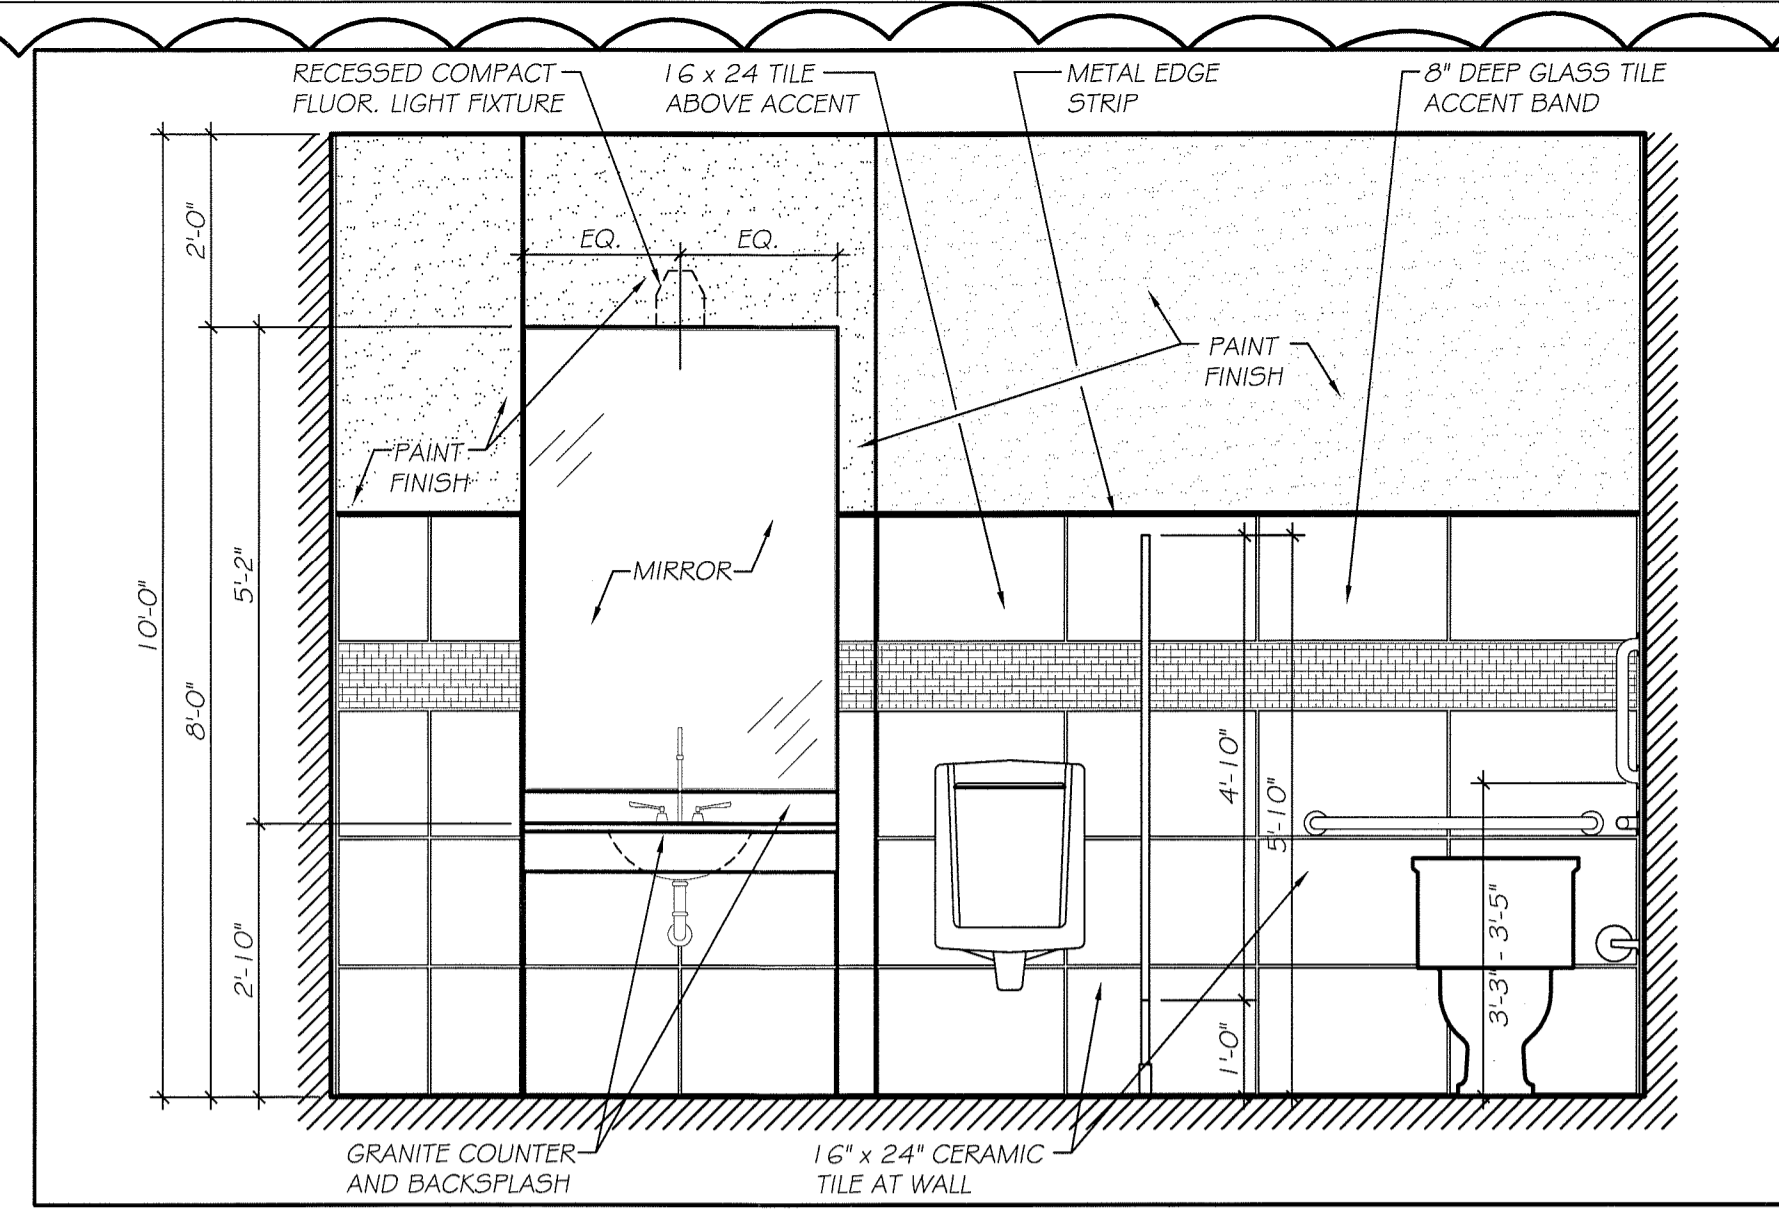 RECESSED COMPACT
FLUOR. LIGHT FIXTURE
16 x 24 TILE
ABOVE ACCENT
METAL EDGE
STRIP
8" DEEP GLASS TILE
ACCENT BAND
2'-0"
EQ.
EQ.
PAINT
FINISH
PAINT
FINISH
MIRROR
10'-0"
5'-2"
8'-0"
4'-10"
5'-10"
3'-3" - 3'-5"
2'-10"
1'-0"
GRANITE COUNTER
AND BACKSPLASH
16" x 24" CERAMIC
TILE AT WALL